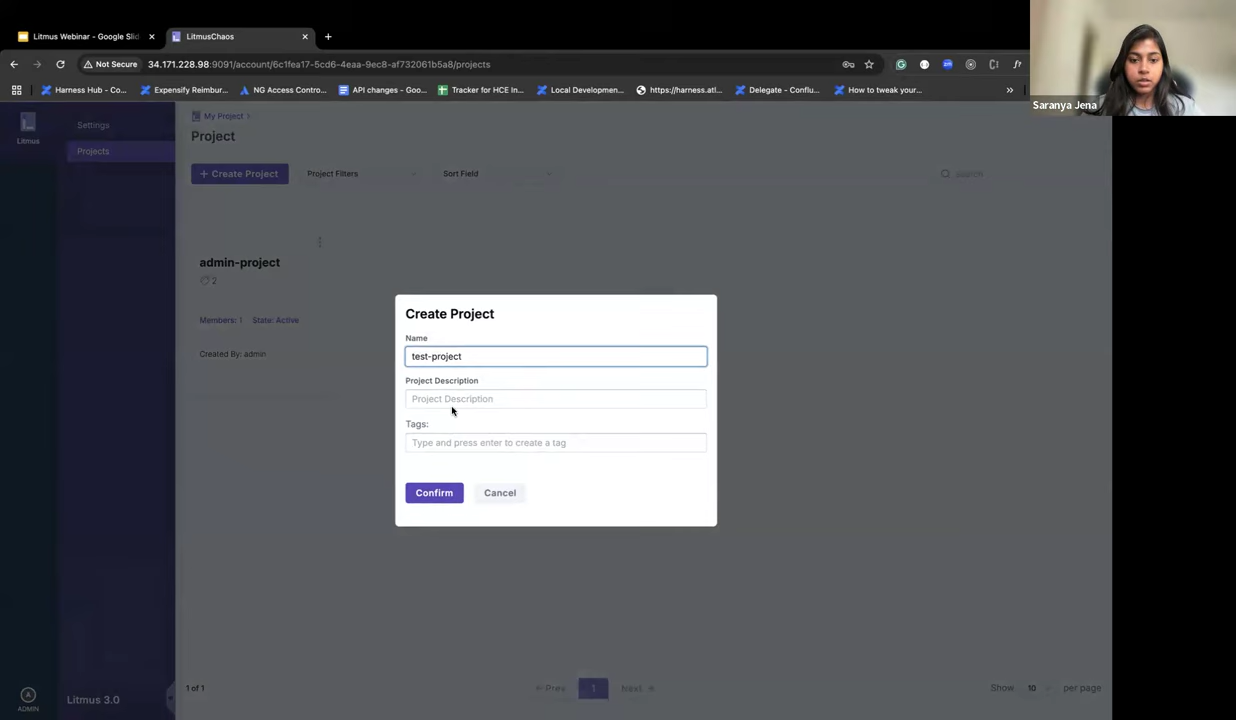 Litmus Webinar - Google Slid
LitmusChaos
Not Secure
34.171.228.98:9091/account/6c1fea17-5cd6-4eaa-9ec8-af732061b5a8/projects
Harness Hub - Co...
Expensify Reimbur...
NG Access Contro...
API changes - Goo...
Tracker for HCE In...
Local Developmen...
https://harness.atl...
Delegate - Conflu...
How to tweak your...
»
Saranya Jena
Litmus
Settings
Projects
My Project >
Project
+ Create Project
Project Filters
Sort Field
Search
admin-project
2
Members: 1 State: Active
Created By: admin
Create Project
Name
test-project
Project Description
Project Description
Tags:
Type and press enter to create a tag
Confirm
Cancel
1 of 1
Prev
1
Next
Show 10 per page
ADMIN
Litmus 3.0